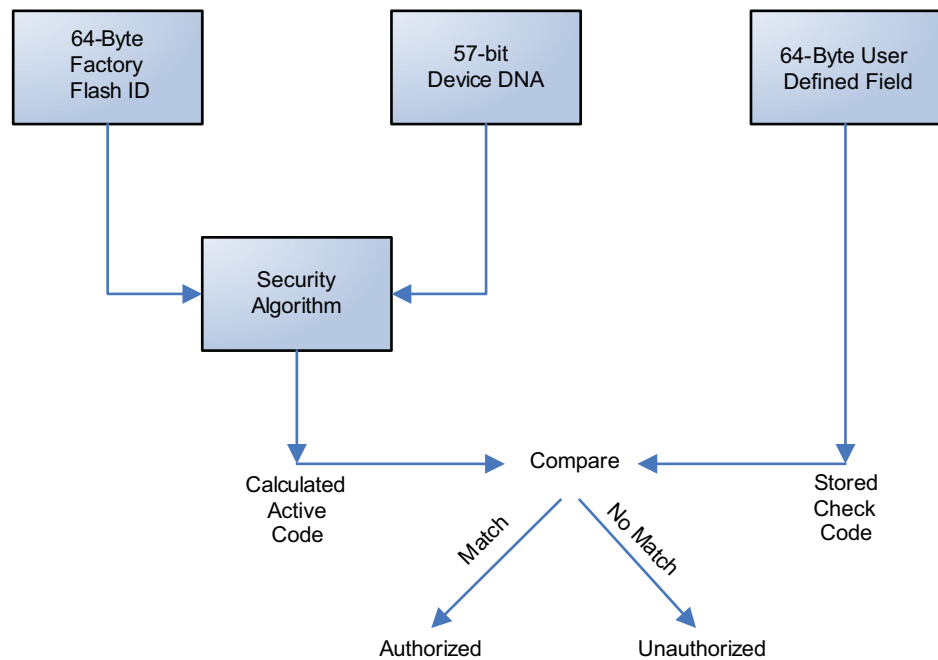 64-Byte
Factory
Flash ID
57-bit
Device DNA
64-Byte User
Defined Field
Security
Algorithm
Compare
Calculated
Active
Code
Stored
Check
Code
Match
No Match
Authorized
Unauthorized